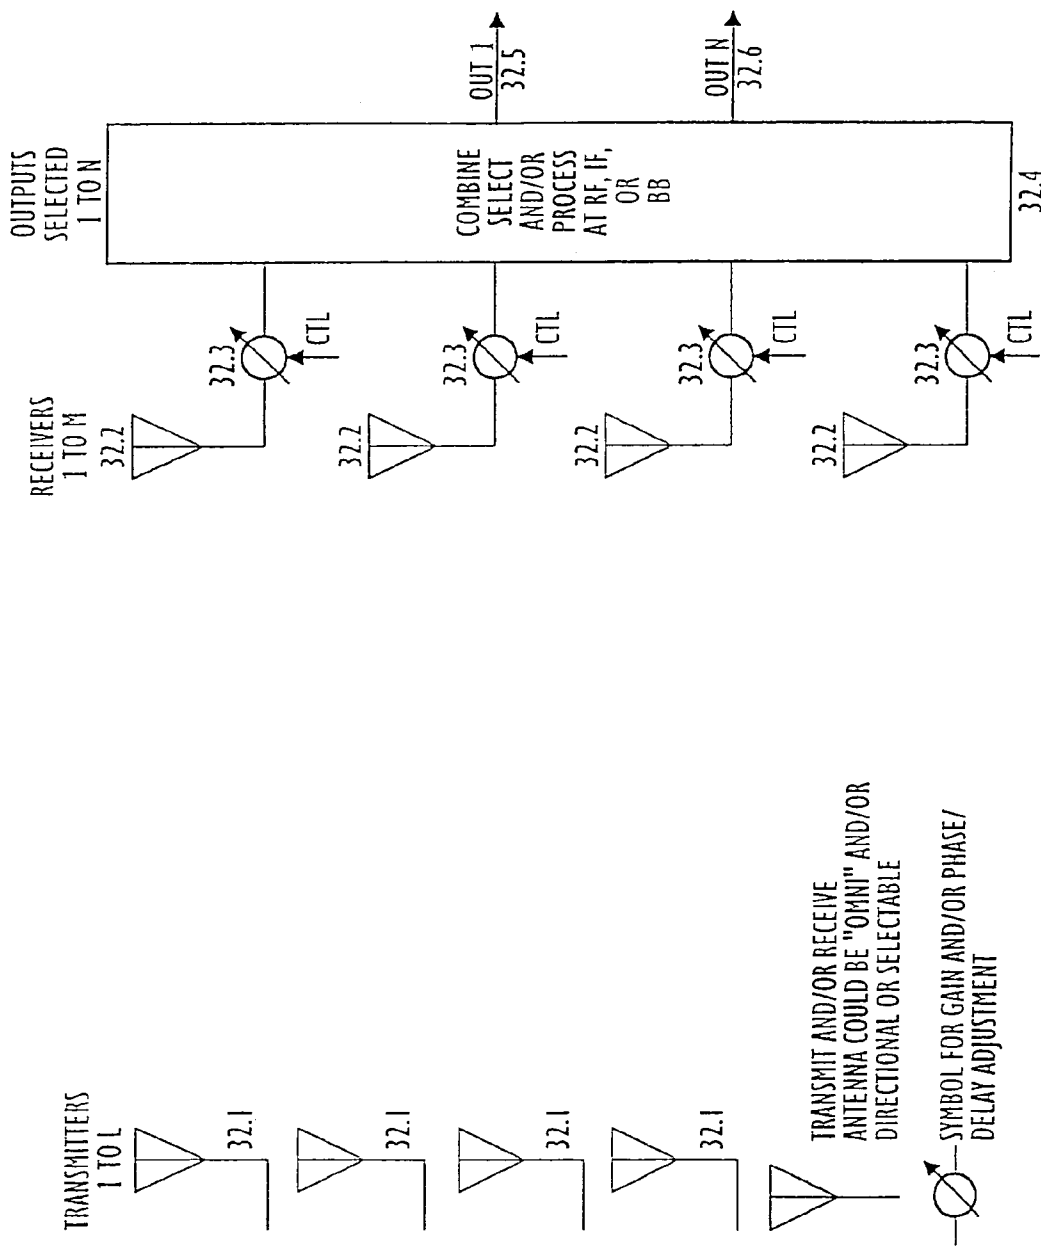 TRANSMITTERS
1 TO L
32.1
32.1
32.1
32.1
TRANSMIT AND/OR RECEIVE
ANTENNA COULD BE "OMNI" AND/OR
DIRECTIONAL OR SELECTABLE
SYMBOL FOR GAIN AND/OR PHASE/
DELAY ADJUSTMENT
RECEIVERS
1 TO M
32.2
32.2
32.2
32.2
32.3
CTL
32.3
CTL
32.3
CTL
32.3
CTL
OUTPUTS
SELECTED
1 TO N
COMBINE
SELECT
AND/OR
PROCESS
AT RF, IF,
OR
BB
32.4
OUT 1
32.5
OUT N
32.6